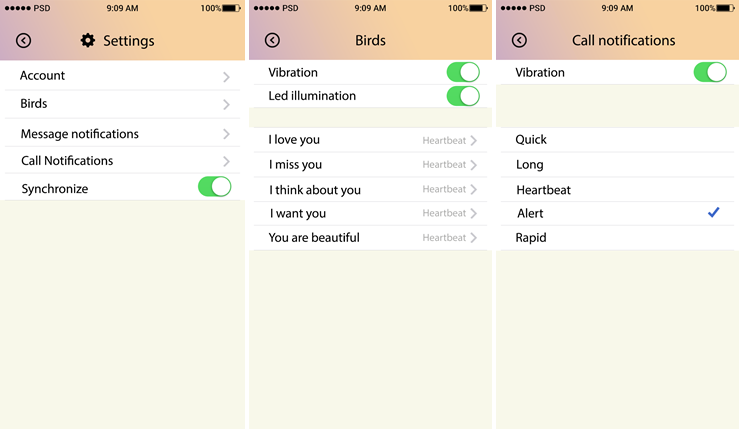 PSD 9:09 AM 100%
Settings
Account
Birds
Message notifications
Call Notifications
Synchronize
PSD 9:09 AM 100%
Birds
Vibration
Led illumination
I love you Heartbeat
I miss you Heartbeat
I think about you Heartbeat
I want you Heartbeat
You are beautiful Heartbeat
PSD 9:09 AM 100%
Call notifications
Vibration
Quick
Long
Heartbeat
Alert
Rapid